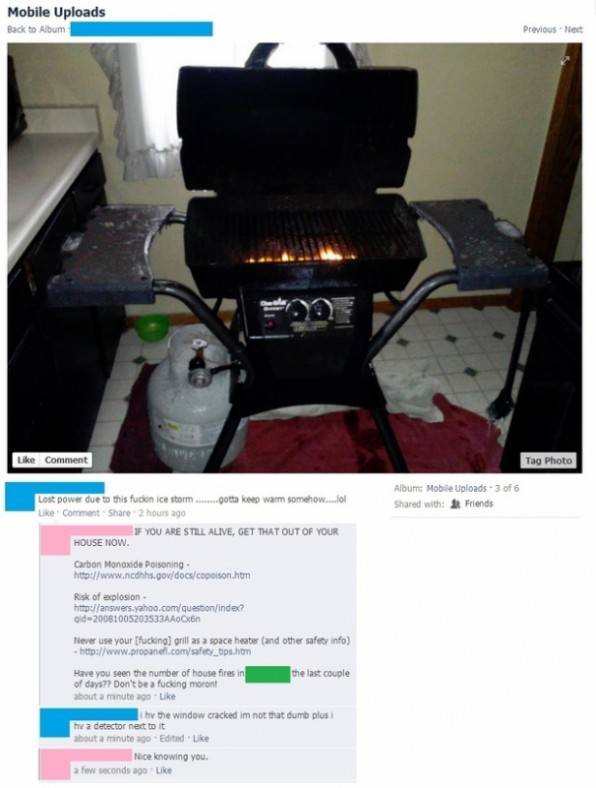 Mobile Uploads
Back to Album
Previous · Next
Like Comment
Tag Photo
Lost power due to this fuckin ice storm ........gotta keep warm somehow....lol
Like · Comment · Share · 2 hours ago
Album: Mobile Uploads · 3 of 6
Shared with: Friends
IF YOU ARE STILL ALIVE, GET THAT OUT OF YOUR
HOUSE NOW.
Carbon Monoxide Poisoning -
http://www.ncdhhs.gov/docs/copoison.htm
Risk of explosion -
http://answers.yahoo.com/question/index?
qid=20081005203533AAoCx6n
Never use your [fucking] grill as a space heater (and other safety info)
- http://www.propanefl.com/safety_tips.htm
Have you seen the number of house fires in the last couple
of days?? Don't be a fucking moron!
about a minute ago · Like
i hv the window cracked im not that dumb plus i
hv a detector next to it
about a minute ago · Edited · Like
Nice knowing you.
a few seconds ago · Like